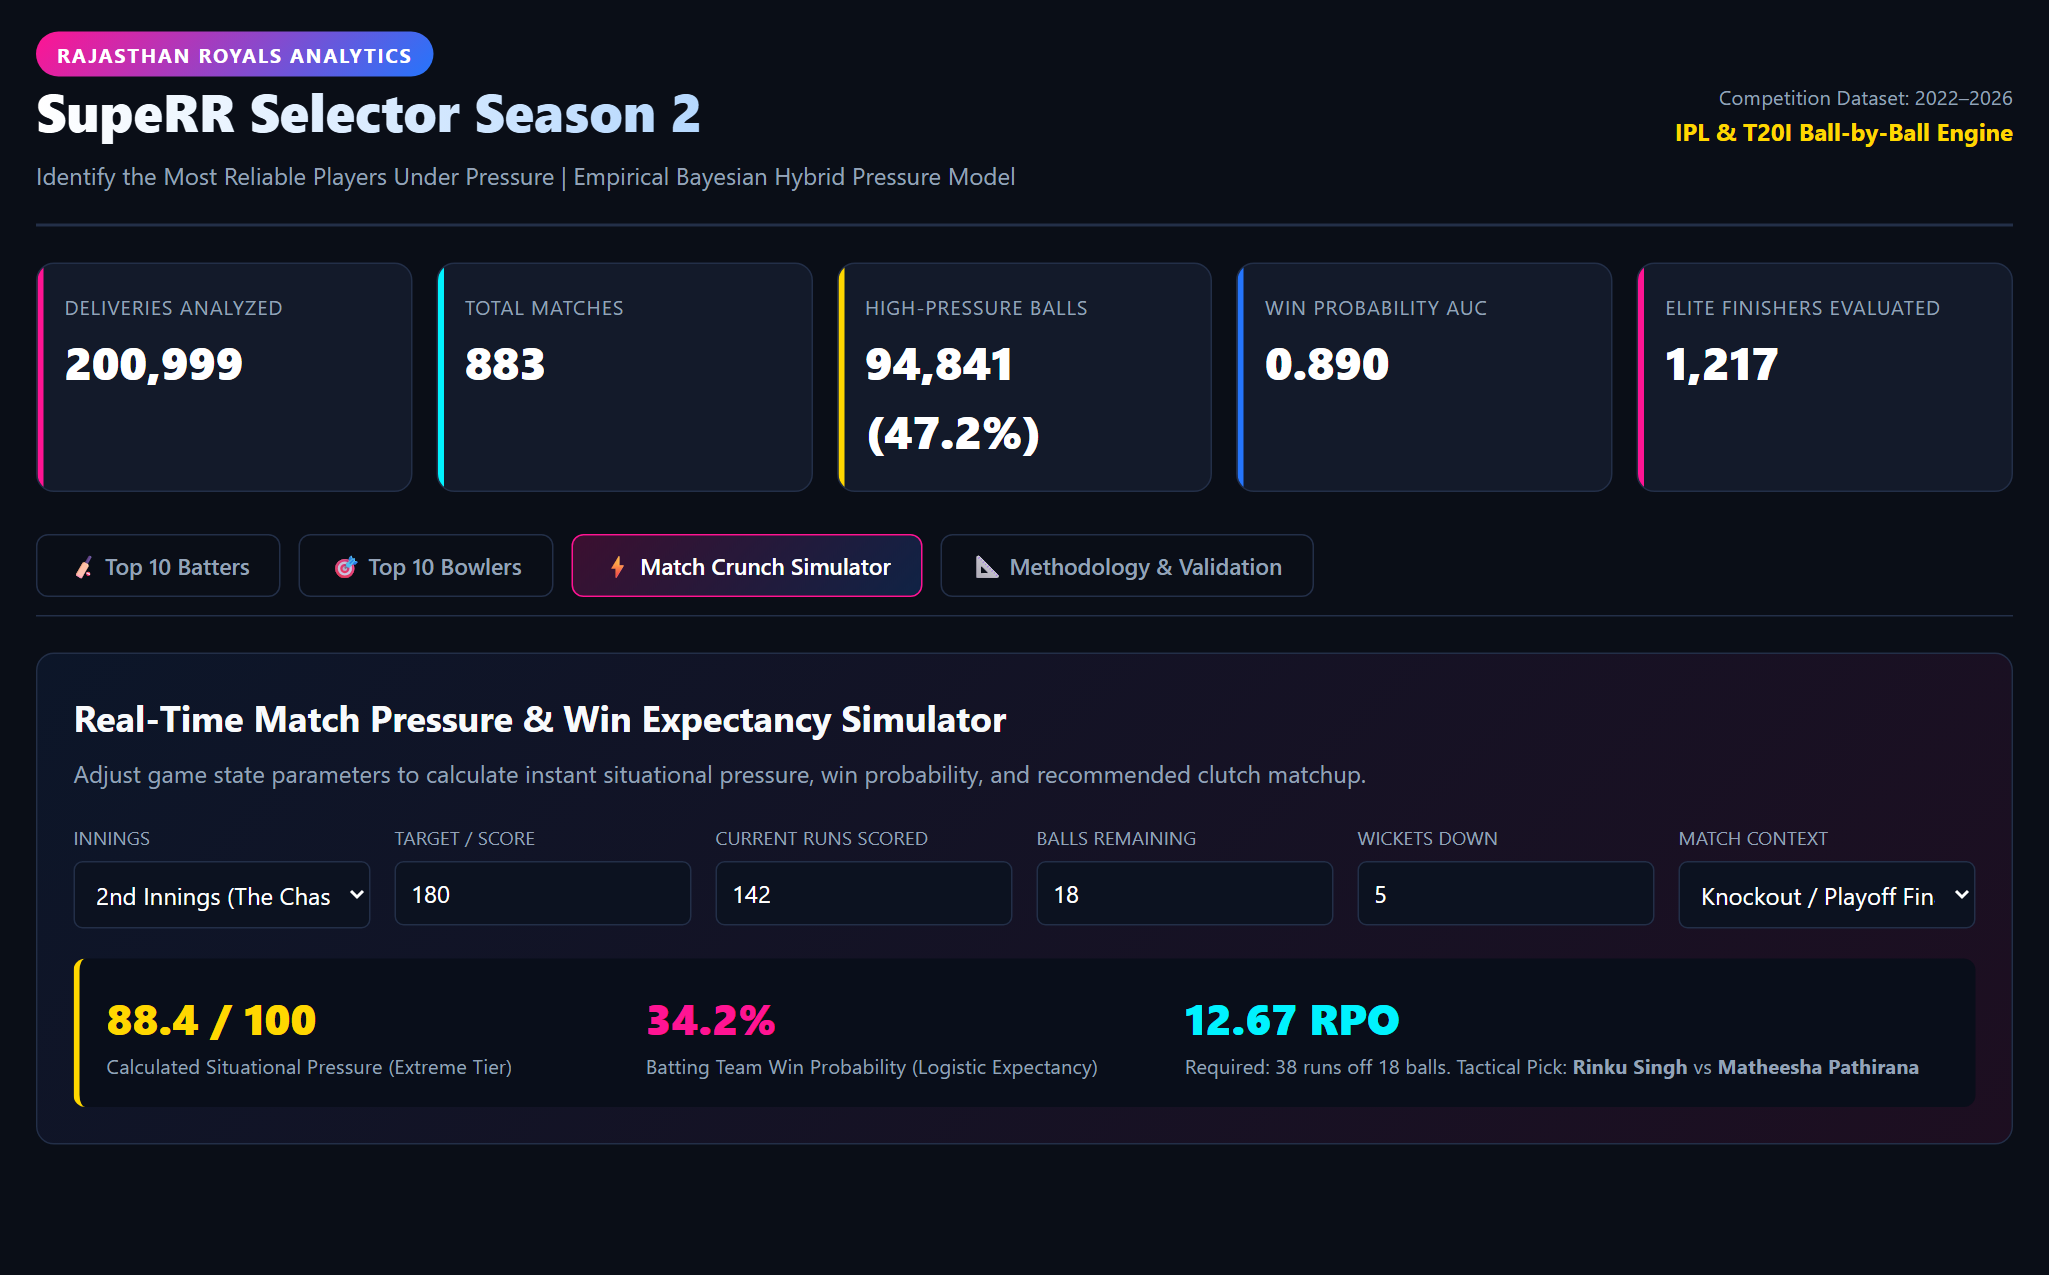 RAJASTHAN ROYALS ANALYTICS
SupeRR Selector Season 2
Identify the Most Reliable Players Under Pressure | Empirical Bayesian Hybrid Pressure Model
Competition Dataset: 2022–2026
IPL & T20I Ball-by-Ball Engine
DELIVERIES ANALYZED
200,999
TOTAL MATCHES
883
HIGH-PRESSURE BALLS
94,841
(47.2%)
WIN PROBABILITY AUC
0.890
ELITE FINISHERS EVALUATED
1,217
Top 10 Batters
Top 10 Bowlers
Match Crunch Simulator
Methodology & Validation
Real-Time Match Pressure & Win Expectancy Simulator
Adjust game state parameters to calculate instant situational pressure, win probability, and recommended clutch matchup.
INNINGS
2nd Innings (The Chas
TARGET / SCORE
180
CURRENT RUNS SCORED
142
BALLS REMAINING
18
WICKETS DOWN
5
MATCH CONTEXT
Knockout / Playoff Fin
88.4 / 100
Calculated Situational Pressure (Extreme Tier)
34.2%
Batting Team Win Probability (Logistic Expectancy)
12.67 RPO
Required: 38 runs off 18 balls. Tactical Pick: Rinku Singh vs Matheesha Pathirana